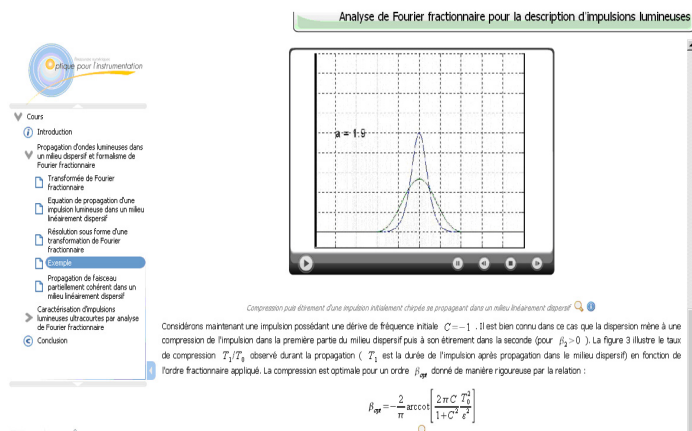 Analyse de Fourier fractionnaire pour la description d'impulsions lumineuses
Optique pour l'instrumentation
Cours
Introduction
Propagation d'ondes lumineuses dans
un milieu dispersif et formalisme de
Fourier fractionnaire
Transformée de Fourier
fractionnaire
Equation de propagation d'une
impulsion lumineuse dans un milieu
linéairement dispersif
Résolution sous forme d'une
transformation de Fourier
fractionnaire
Exemple
Propagation de faisceau
partiellement cohérent dans un
milieu linéairement dispersif
Caractérisation d'impulsions
lumineuses ultracourtes par analyse
de Fourier fractionnaire
Conclusion
a = 1.9
Compression puis étirement d'une impulsion initialement chirpée se propageant dans un milieu linéairement dispersif
Considérons maintenant une impulsion possédant une dérive de fréquence initiale C=−1 . Il est bien connu dans ce cas que la dispersion mène à une
compression de l'impulsion dans la première partie du milieu dispersif puis à son étirement dans la seconde (pour β₂>0 ). La figure 3 illustre le taux
de compression T₁/T₀ observé durant la propagation ( T₁ est la durée de l'impulsion après propagation dans le milieu dispersif) en fonction de
l'ordre fractionnaire appliqué. La compression est optimale pour un ordre β_opt donné de manière rigoureuse par la relation :
β_opt = −2/π arccot[2πC/(1+C²) T₀²/ε²]